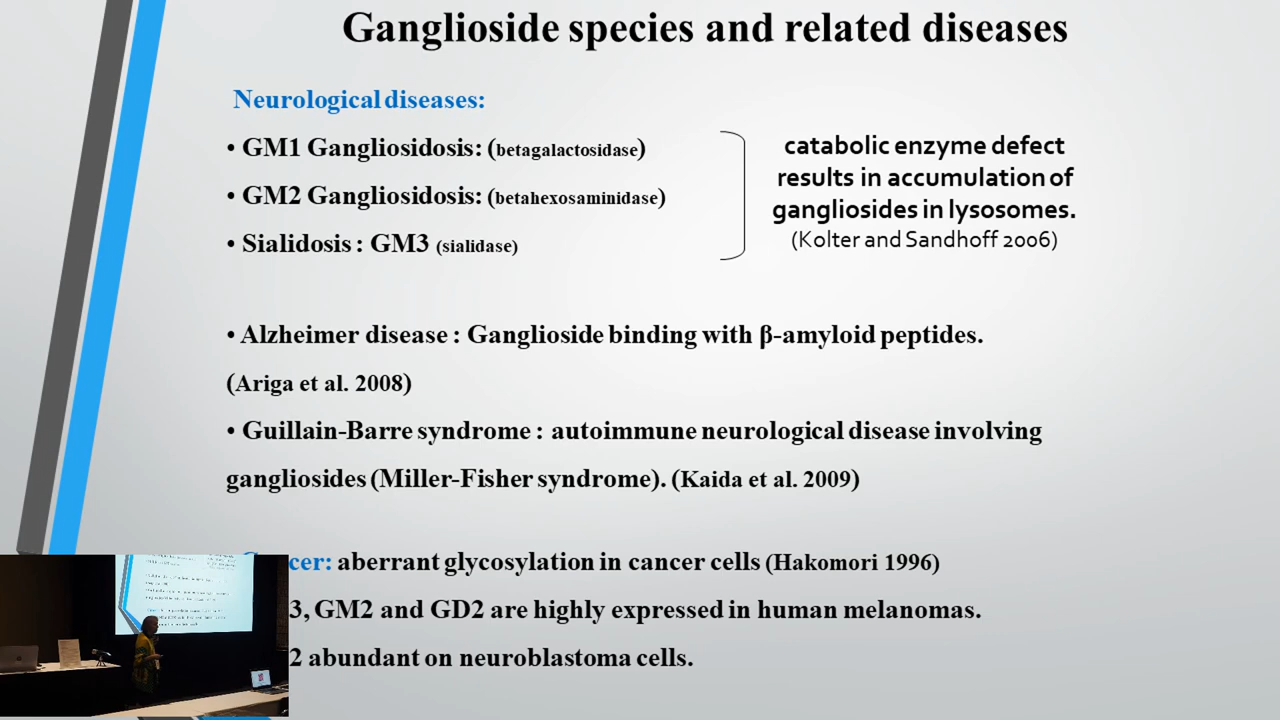 Ganglioside species and related diseases
Neurological diseases:
• GM1 Gangliosidosis: (betagalactosidase)
• GM2 Gangliosidosis: (betahexosaminidase)
• Sialidosis : GM3 (sialidase)
catabolic enzyme defect
results in accumulation of
gangliosides in lysosomes.
(Kolter and Sandhoff 2006)
• Alzheimer disease : Ganglioside binding with β-amyloid peptides.
(Ariga et al. 2008)
• Guillain-Barre syndrome : autoimmune neurological disease involving
gangliosides (Miller-Fisher syndrome). (Kaida et al. 2009)
cer: aberrant glycosylation in cancer cells (Hakomori 1996)
3, GM2 and GD2 are highly expressed in human melanomas.
2 abundant on neuroblastoma cells.